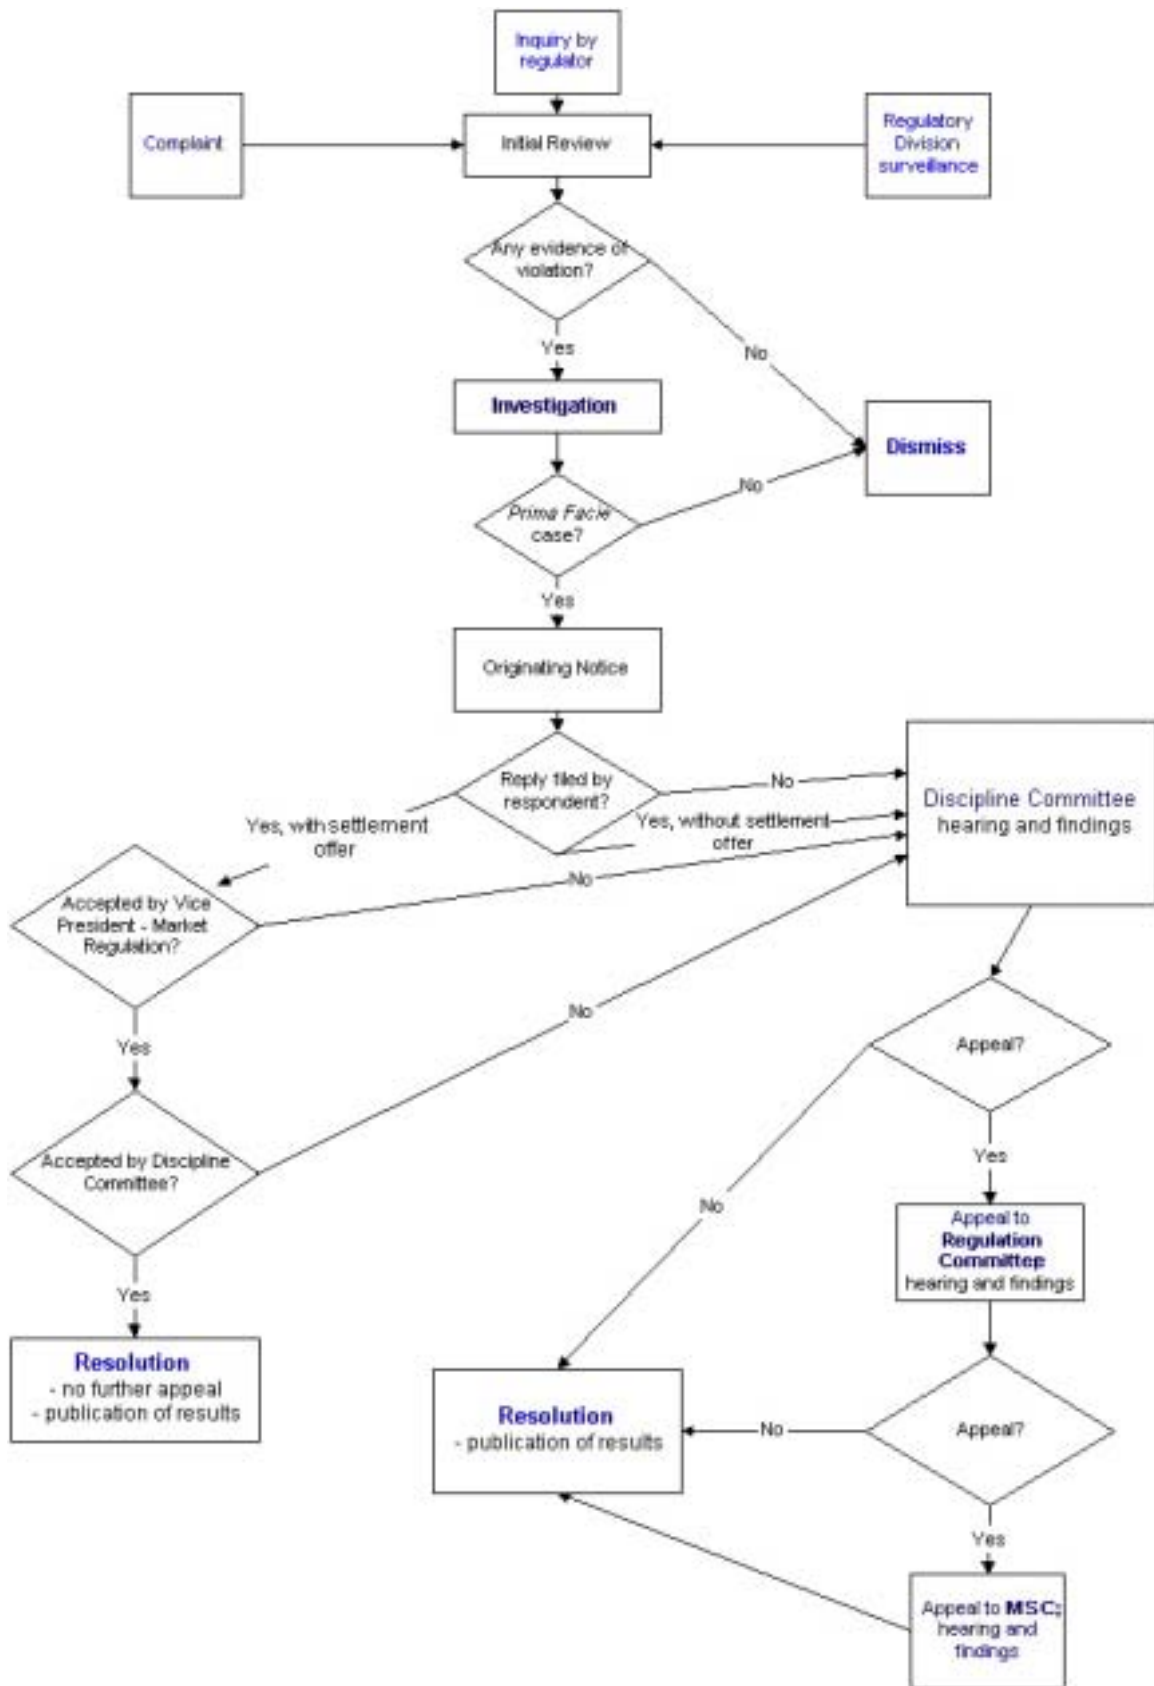 Inquiry by
regulator
Complaint
Initial Review
Regulatory
Division
surveillance
Any evidence of
violation?
Yes
No
Investigation
Dismiss
No
Prima Facie
case?
Yes
Originating Notice
Reply filed by
respondent?
No
Discipline Committee
hearing and findings
Yes, with settlement
offer
Yes, without settlement
offer
No
Accepted by Vice
President - Market
Regulation?
No
Yes
Appeal?
Accepted by Discipline
Committee?
Yes
No
Appeal to
Regulation
Committee;
hearing and findings
Yes
Resolution
- no further appeal
- publication of results
Resolution
- publication of results
No
Appeal?
Yes
Appeal to MSC;
hearing and
findings